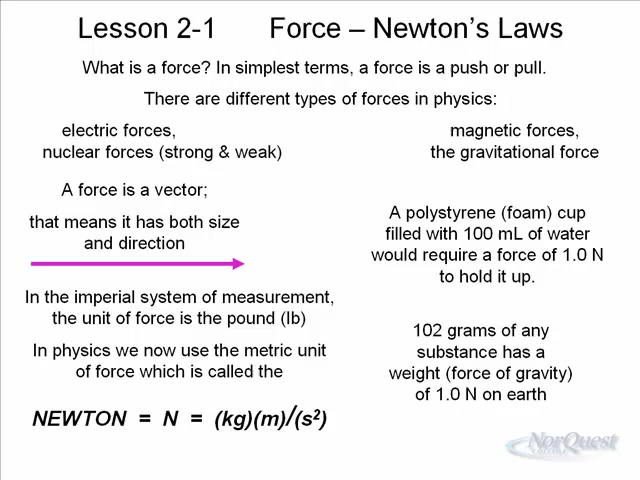 Lesson 2-1 Force – Newton's Laws
What is a force? In simplest terms, a force is a push or pull.
There are different types of forces in physics:
electric forces,
nuclear forces (strong & weak)
magnetic forces,
the gravitational force
A force is a vector;
that means it has both size
and direction
In the imperial system of measurement,
the unit of force is the pound (lb)
In physics we now use the metric unit
of force which is called the
NEWTON = N = (kg)(m)/(s²)
A polystyrene (foam) cup
filled with 100 mL of water
would require a force of 1.0 N
to hold it up.
102 grams of any
substance has a
weight (force of gravity)
of 1.0 N on earth
NorQuest